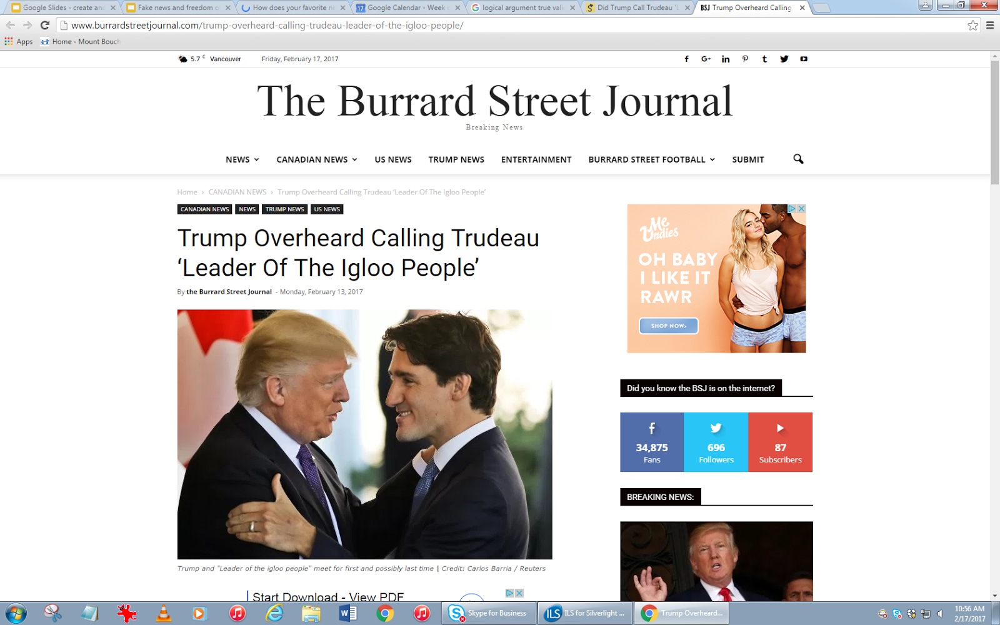 Google Slides - create and
Fake news and freedom o
How does your favorite ne
Google Calendar - Week o
logical argument true vali
Did Trump Call Trudeau 'L
BSJ Trump Overheard Calling
www.burrardstreetjournal.com/trump-overheard-calling-trudeau-leader-of-the-igloo-people/
Apps Home - Mount Bouch
5.7 C Vancouver Friday, February 17, 2017
The Burrard Street Journal
Breaking News
NEWS CANADIAN NEWS US NEWS TRUMP NEWS ENTERTAINMENT BURRARD STREET FOOTBALL SUBMIT
Home › CANADIAN NEWS › Trump Overheard Calling Trudeau ‘Leader Of The Igloo People’
CANADIAN NEWS NEWS TRUMP NEWS US NEWS
Trump Overheard Calling Trudeau
‘Leader Of The Igloo People’
By the Burrard Street Journal - Monday, February 13, 2017
Trump and "Leader of the igloo people" meet for first and possibly last time | Credit: Carlos Barria / Reuters
Start Download - View PDF
Me
Undies
OH BABY
I LIKE IT
RAWR
SHOP NOW>
Did you know the BSJ is on the internet?
34,875
Fans
696
Followers
87
Subscribers
BREAKING NEWS:
Skype for Business
ILS ILS for Silverlight ...
Trump Overheard...
10:56 AM
2/17/2017